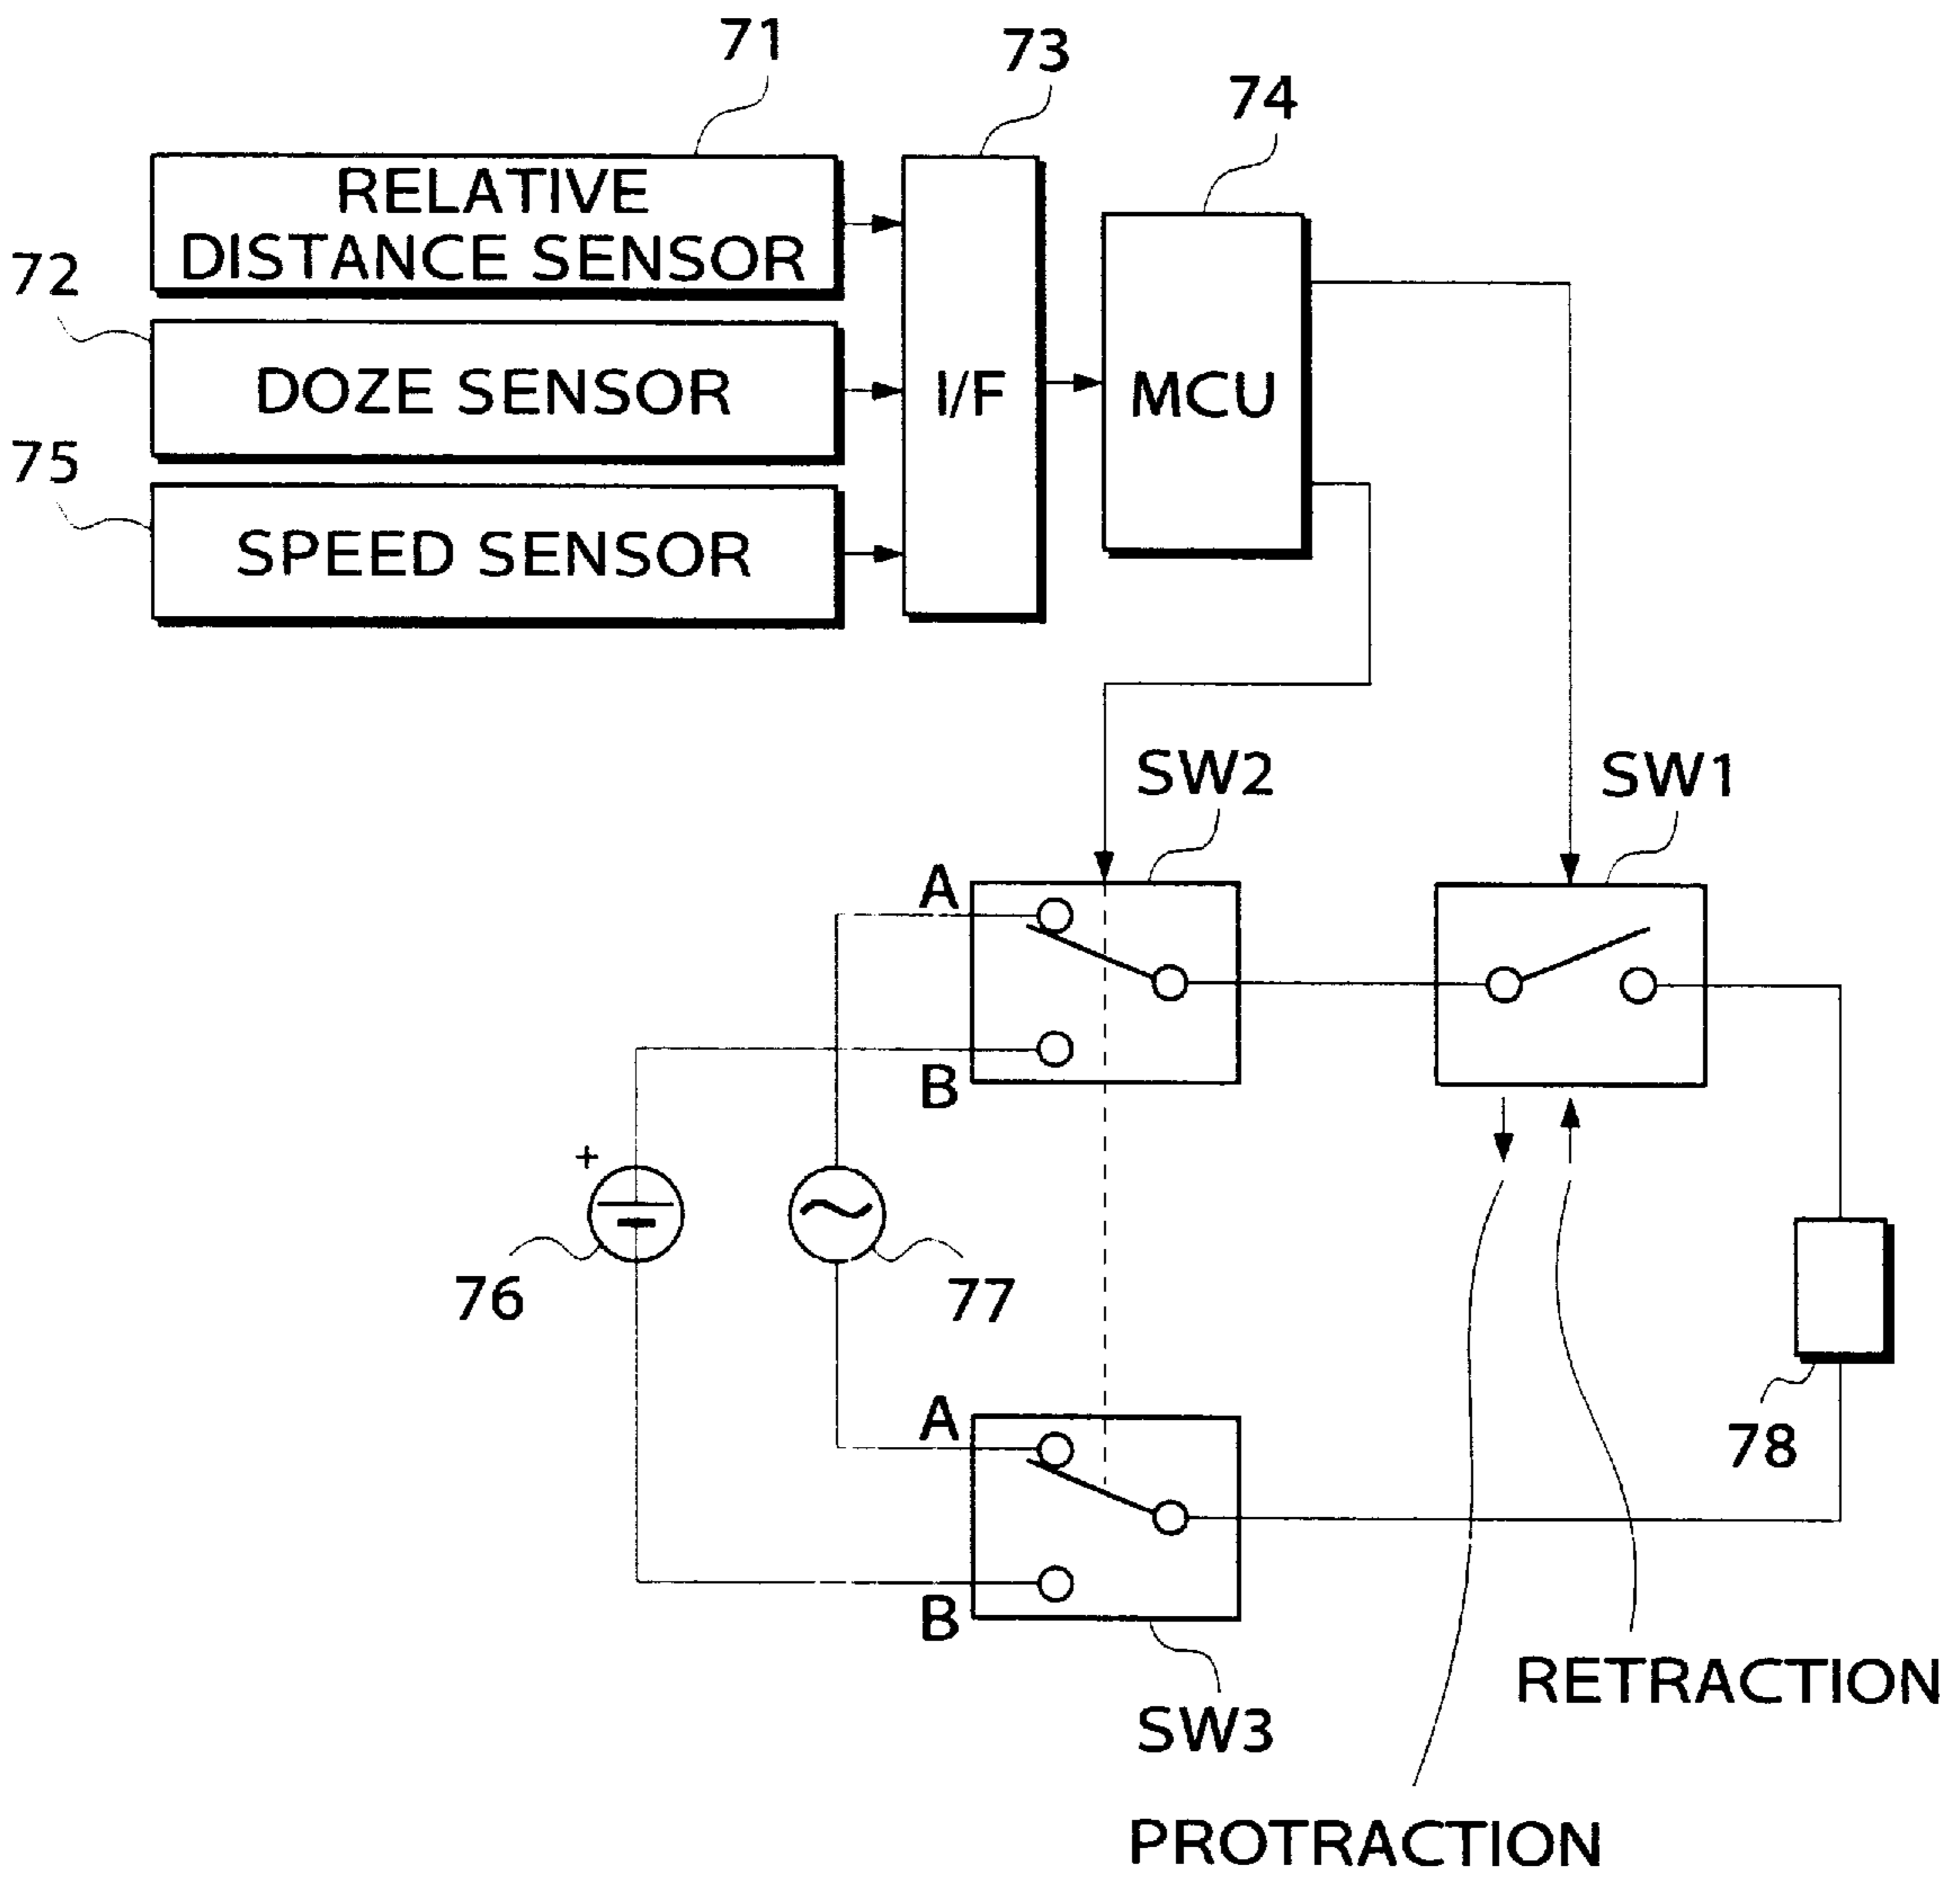 71
73
74
RELATIVE
DISTANCE SENSOR
72
DOZE SENSOR
I/F
MCU
75
SPEED SENSOR
SW2
SW1
A
B
+
76
77
A
78
B
RETRACTION
SW3
PROTRACTION